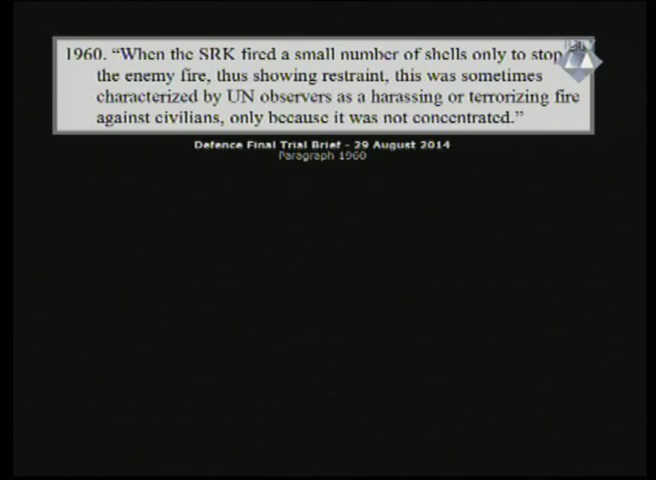 1960. “When the SRK fired a small number of shells only to stop
the enemy fire, thus showing restraint, this was sometimes
characterized by UN observers as a harassing or terrorizing fire
against civilians, only because it was not concentrated.”
Defence Final Trial Brief - 29 August 2014
Paragraph 1960